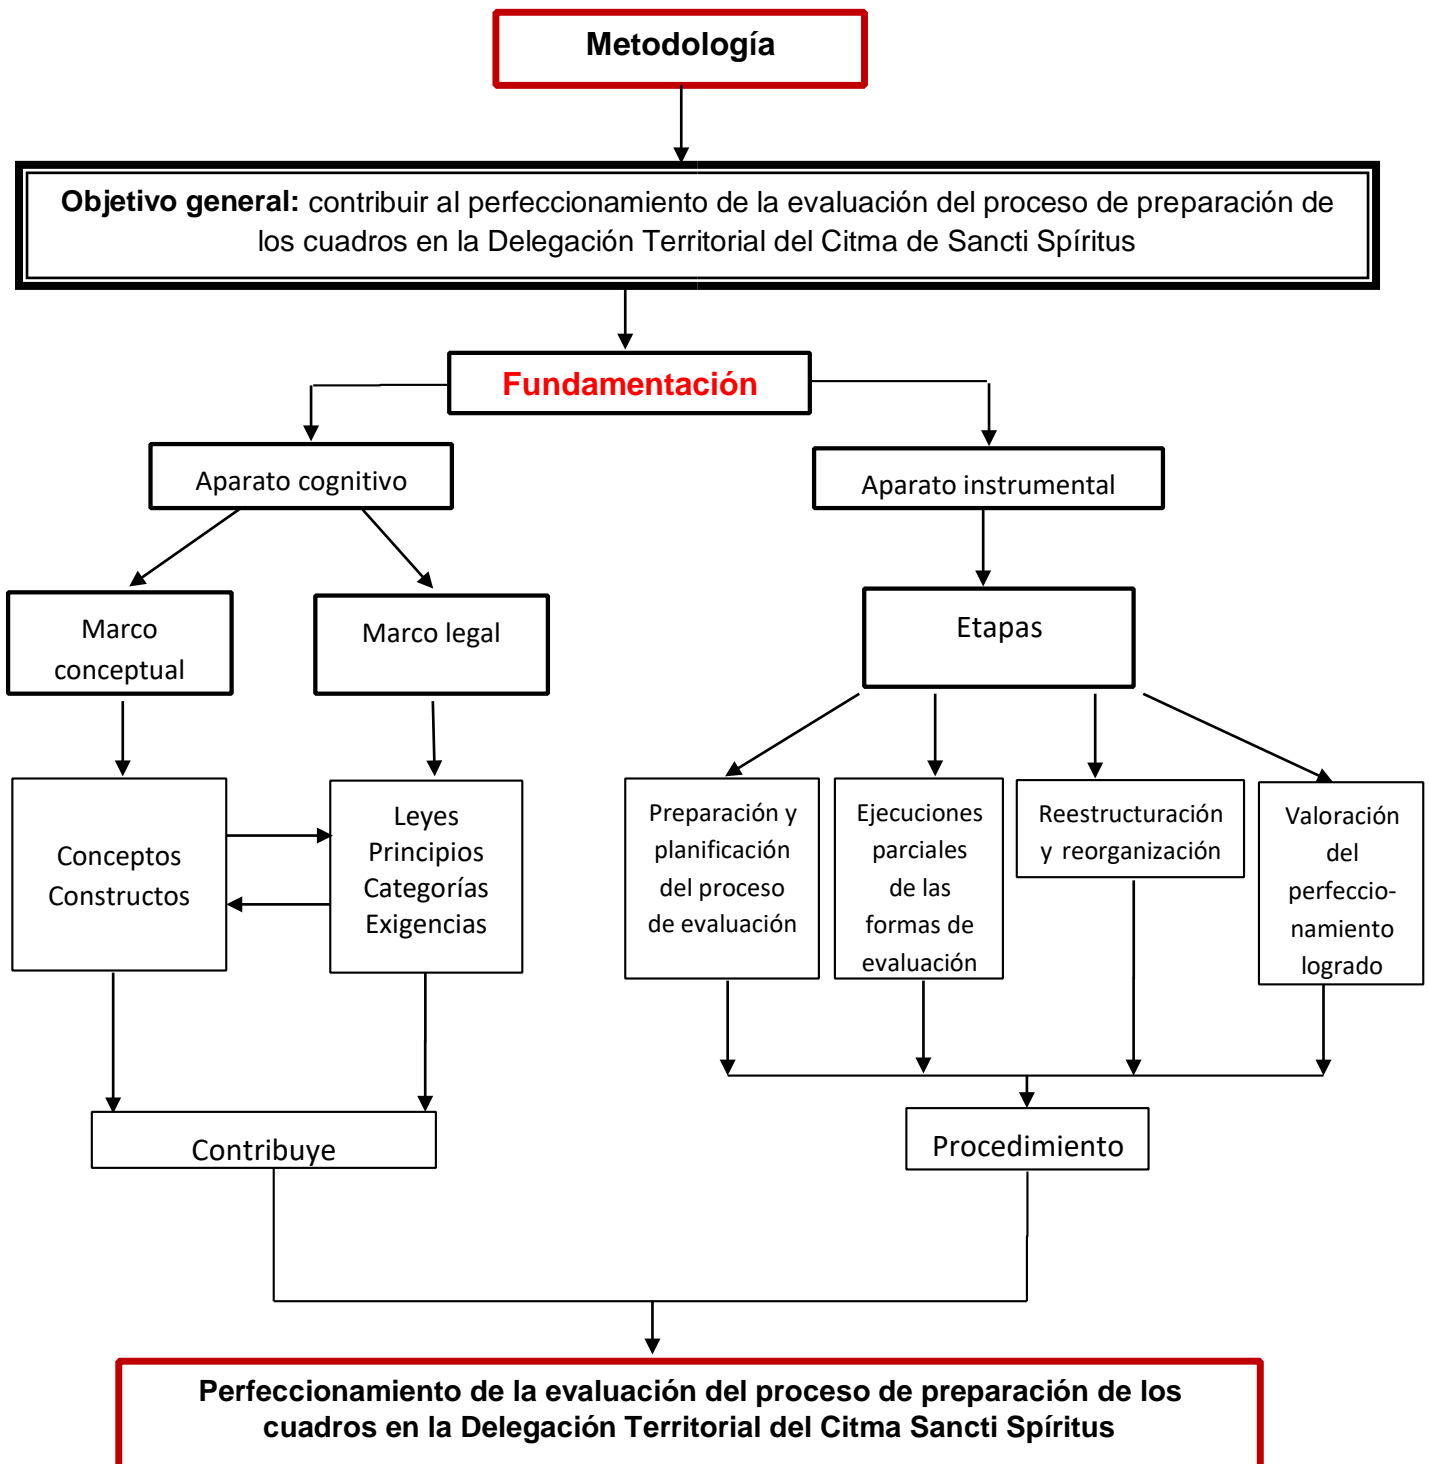 Metodología
Objetivo general: contribuir al perfeccionamiento de la evaluación del proceso de preparación de
los cuadros en la Delegación Territorial del Citma de Sancti Spíritus
Fundamentación
Aparato cognitivo
Aparato instrumental
Marco
conceptual
Marco legal
Etapas
Conceptos
Constructos
Leyes
Principios
Categorías
Exigencias
Preparación y
planificación
del proceso
de evaluación
Ejecuciones
parciales
de las
formas de
evaluación
Reestructuración
y reorganización
Valoración
del
perfeccio-
namiento
logrado
Contribuye
Procedimiento
Perfeccionamiento de la evaluación del proceso de preparación de los
cuadros en la Delegación Territorial del Citma Sancti Spíritus